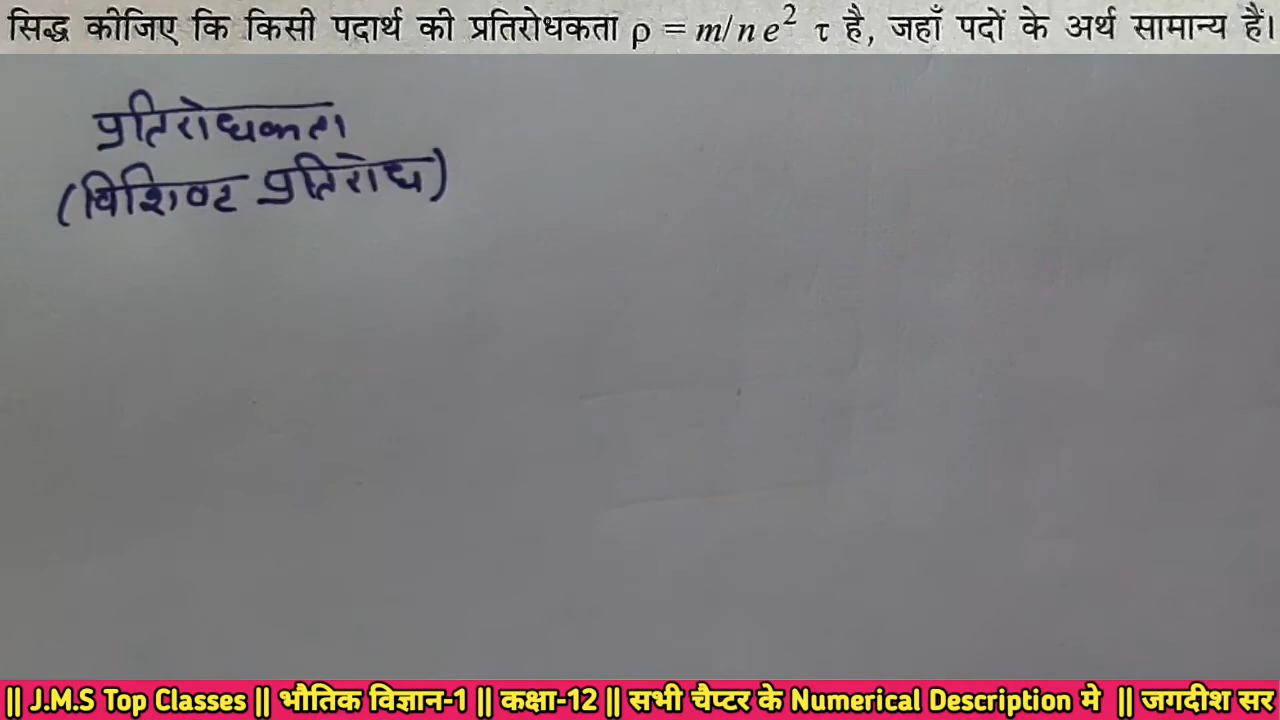 सिद्ध कीजिए कि किसी पदार्थ की प्रतिरोधकता ρ = m/n e² τ है, जहाँ पदों के अर्थ सामान्य हैं।
प्रतिरोधकता
(विशिष्ट प्रतिरोध)
|| J.M.S Top Classes || भौतिक विज्ञान-1 || कक्षा-12 || सभी चैप्टर के Numerical Description मे || जगदीश सर